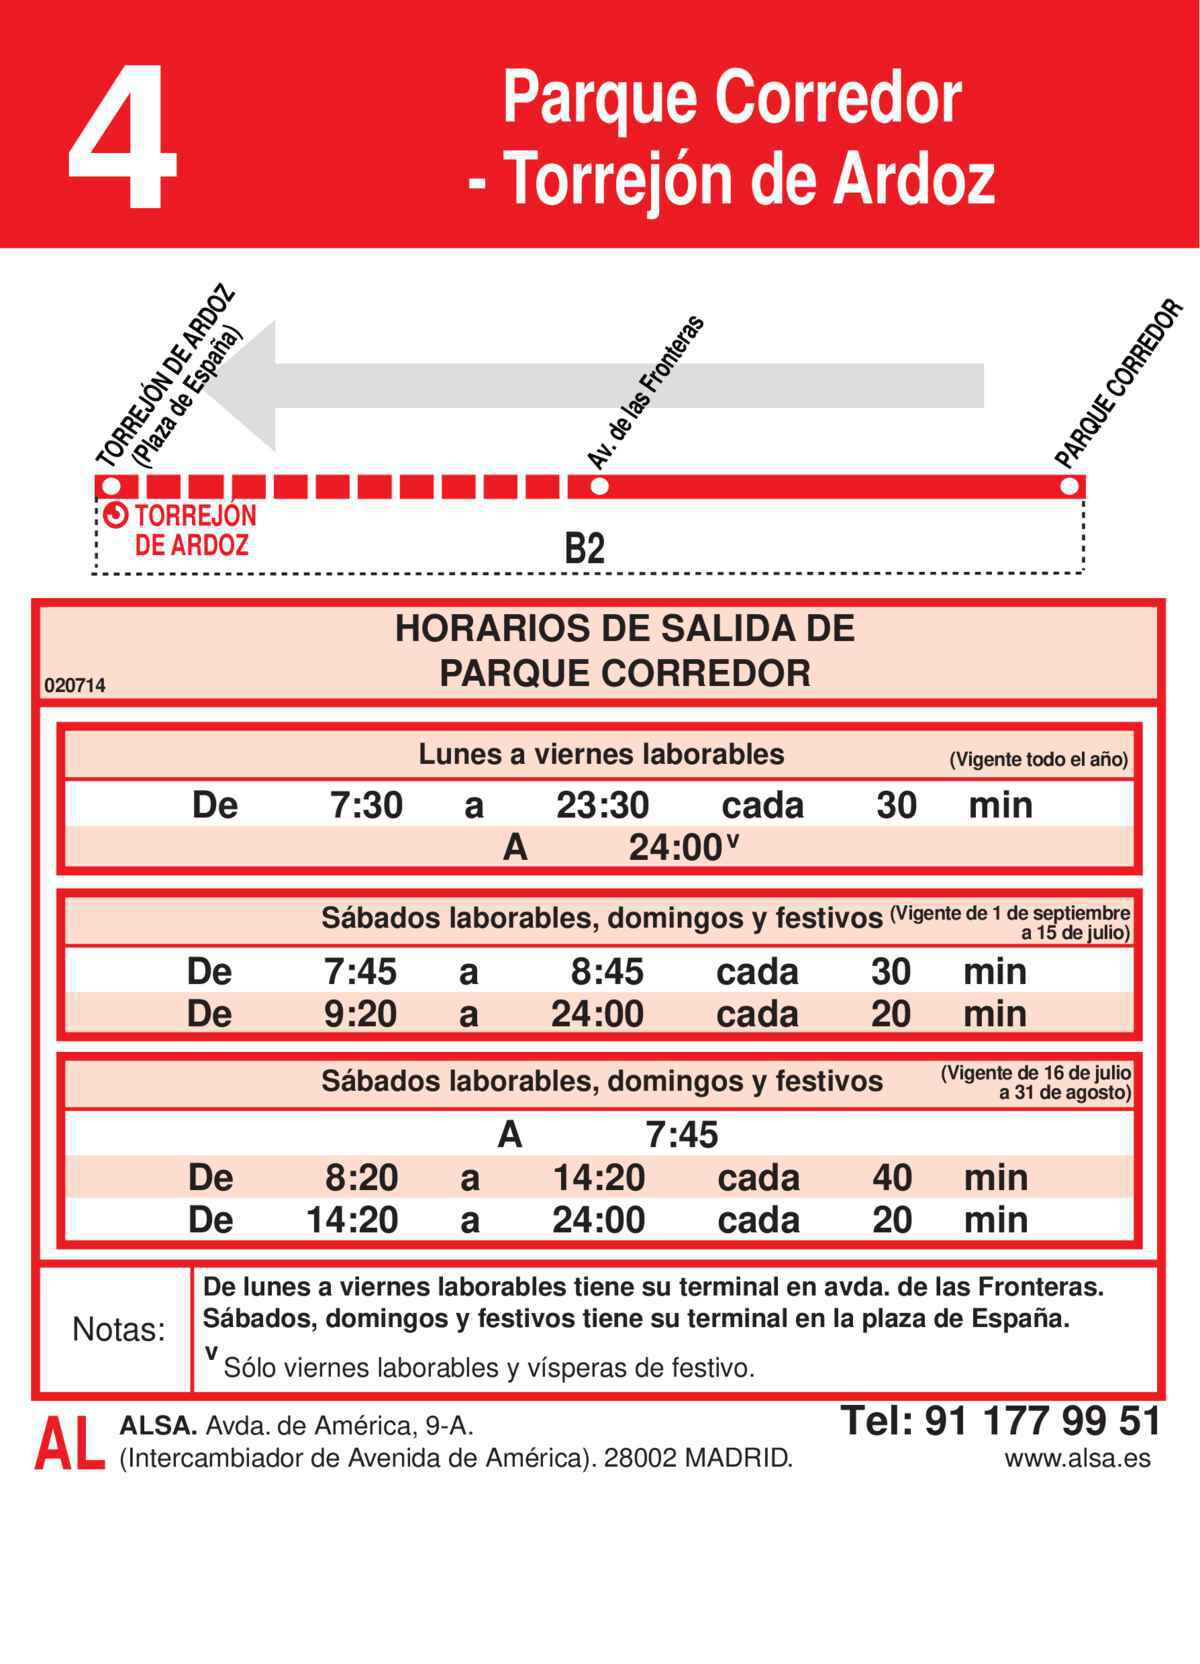 4
Parque Corredor
- Torrejón de Ardoz
TORREJÓN DE ARDOZ
(Plaza de España)
Av. de las Fronteras
PARQUE CORREDOR
TORREJÓN
DE ARDOZ
B2
HORARIOS DE SALIDA DE
PARQUE CORREDOR
020714
Lunes a viernes laborables (Vigente todo el año)
De 7:30 a 23:30 cada 30 min
A 24:00 v
Sábados laborables, domingos y festivos (Vigente de 1 de septiembre
a 15 de julio)
De 7:45 a 8:45 cada 30 min
De 9:20 a 24:00 cada 20 min
Sábados laborables, domingos y festivos (Vigente de 16 de julio
a 31 de agosto)
A 7:45
De 8:20 a 14:20 cada 40 min
De 14:20 a 24:00 cada 20 min
Notas:
De lunes a viernes laborables tiene su terminal en avda. de las Fronteras.
Sábados, domingos y festivos tiene su terminal en la plaza de España.
v Sólo viernes laborables y vísperas de festivo.
AL
ALSA. Avda. de América, 9-A.
(Intercambiador de Avenida de América). 28002 MADRID.
Tel: 91 177 99 51
www.alsa.es